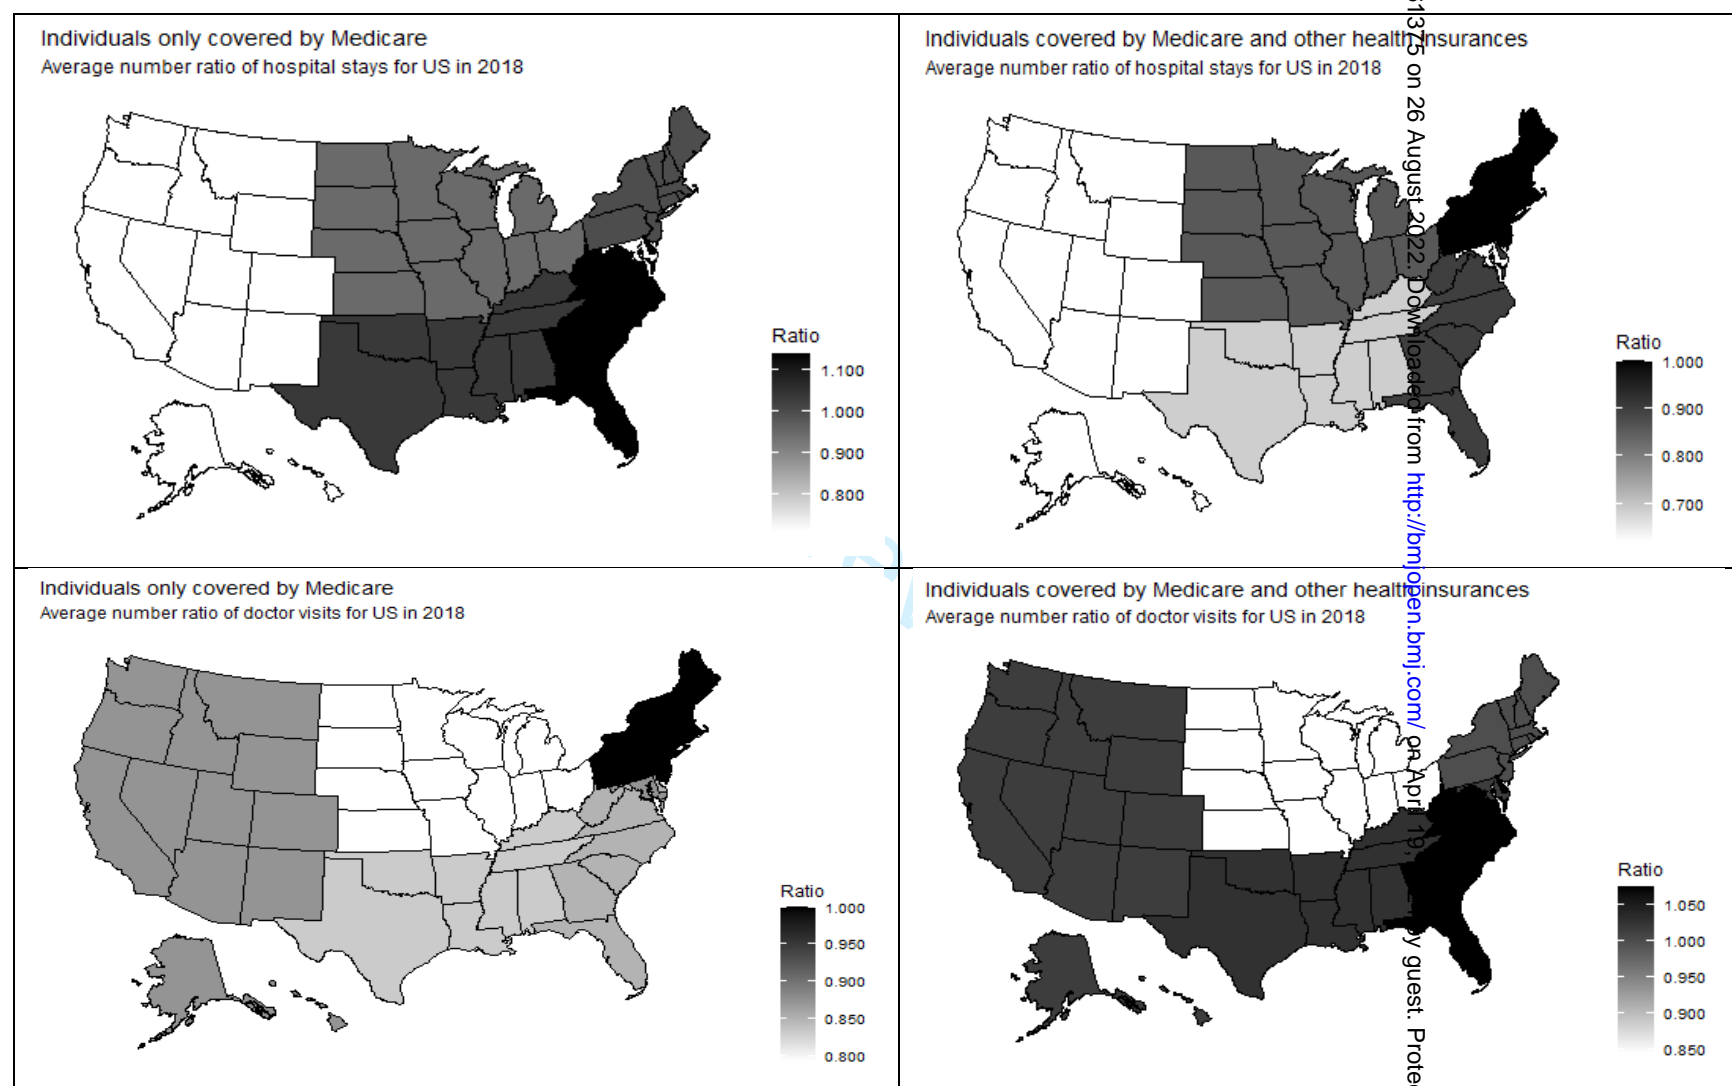 Individuals only covered by Medicare
Average number ratio of hospital stays for US in 2018
Ratio
1.100
1.000
0.900
0.800
Individuals covered by Medicare and other health insurances
Average number ratio of hospital stays for US in 2018
Ratio
1.000
0.900
0.800
0.700
Individuals only covered by Medicare
Average number ratio of doctor visits for US in 2018
Ratio
1.000
0.950
0.900
0.850
0.800
Individuals covered by Medicare and other health insurances
Average number ratio of doctor visits for US in 2018
Ratio
1.050
1.000
0.950
0.900
0.850
61375 on 26 August 2022. Downloaded from http://bmjopen.bmj.com/ on April 19, by guest.